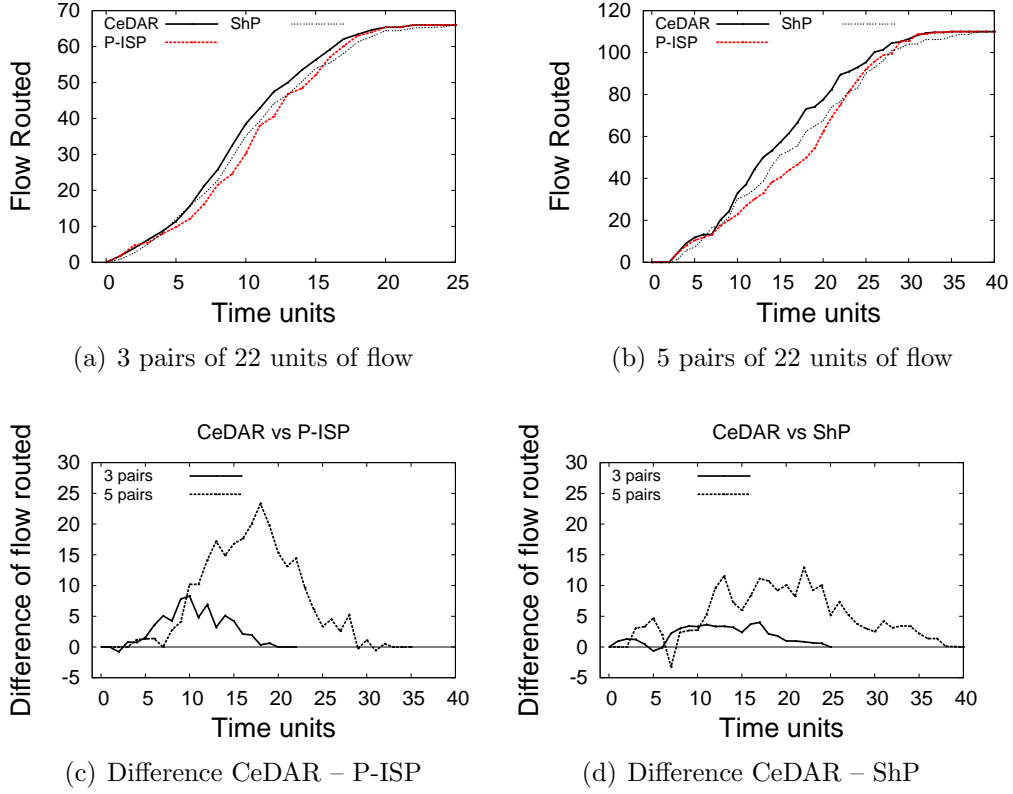 70
60
50
40
30
20
10
0
0 5 10 15 20 25
Flow Routed
Time units
CeDAR
ShP
P-ISP
(a) 3 pairs of 22 units of flow
120
100
80
60
40
20
0
0 5 10 15 20 25 30 35 40
Flow Routed
Time units
CeDAR
ShP
P-ISP
(b) 5 pairs of 22 units of flow
CeDAR vs P-ISP
30
25
20
15
10
5
0
-5
0 5 10 15 20 25 30 35 40
Difference of flow routed
Time units
3 pairs
5 pairs
(c) Difference CeDAR – P-ISP
CeDAR vs ShP
30
25
20
15
10
5
0
-5
0 5 10 15 20 25 30 35 40
Difference of flow routed
Time units
3 pairs
5 pairs
(d) Difference CeDAR – ShP